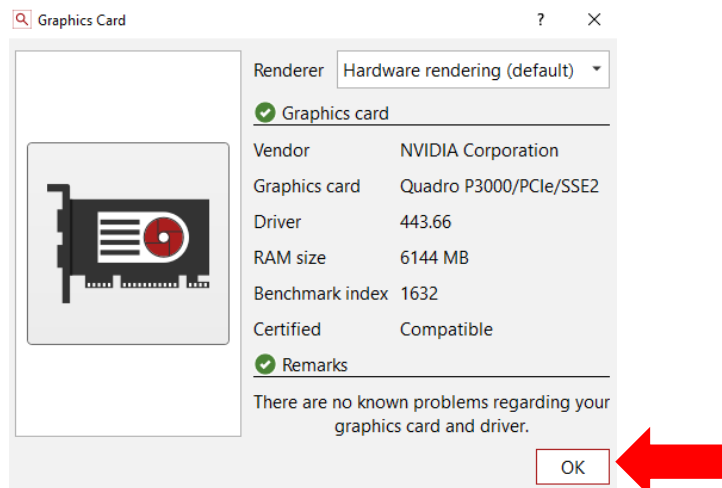 Graphics Card ? ×
Renderer Hardware rendering (default)
Graphics card
Vendor NVIDIA Corporation
Graphics card Quadro P3000/PCIe/SSE2
Driver 443.66
RAM size 6144 MB
Benchmark index 1632
Certified Compatible
Remarks
There are no known problems regarding your
graphics card and driver.
OK